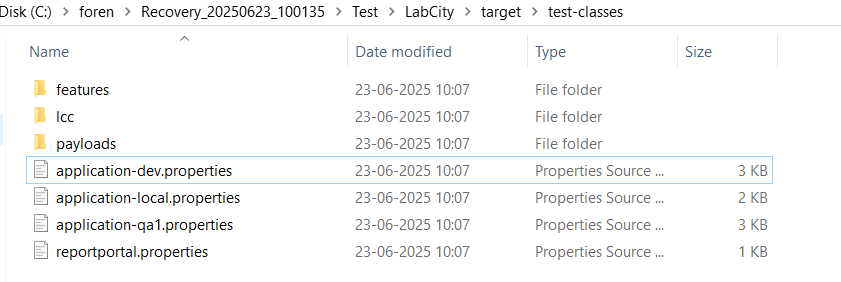 Disk (C:) > foren > Recovery_20250623_100135 > Test > LabCity > target > test-classes
Name Date modified Type Size
features 23-06-2025 10:07 File folder
lcc 23-06-2025 10:07 File folder
payloads 23-06-2025 10:07 File folder
application-dev.properties 23-06-2025 10:07 Properties Source ... 3 KB
application-local.properties 23-06-2025 10:07 Properties Source ... 2 KB
application-qa1.properties 23-06-2025 10:07 Properties Source ... 3 KB
reportportal.properties 23-06-2025 10:07 Properties Source ... 1 KB